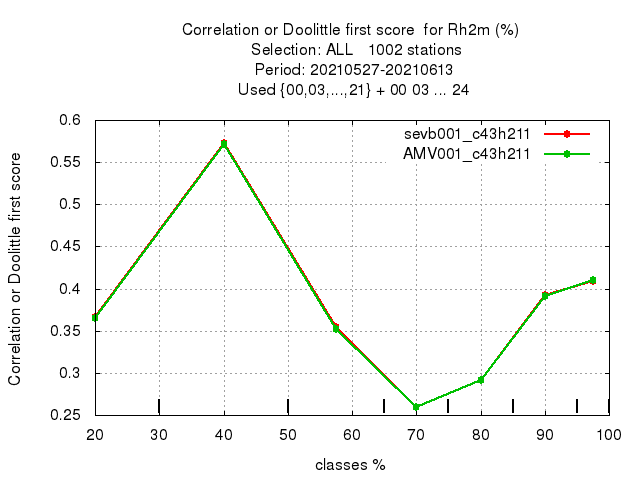 Correlation or Doolittle first score  for Rh2m (%)
Selection: ALL   1002 stations
Period: 20210527-20210613
Used {00,03,...,21} + 00 03 ... 24
sevb001_c43h211
AMV001_c43h211
Correlation or Doolittle first score
0.6
0.55
0.5
0.45
0.4
0.35
0.3
0.25
20 30 40 50 60 70 80 90 100
classes %